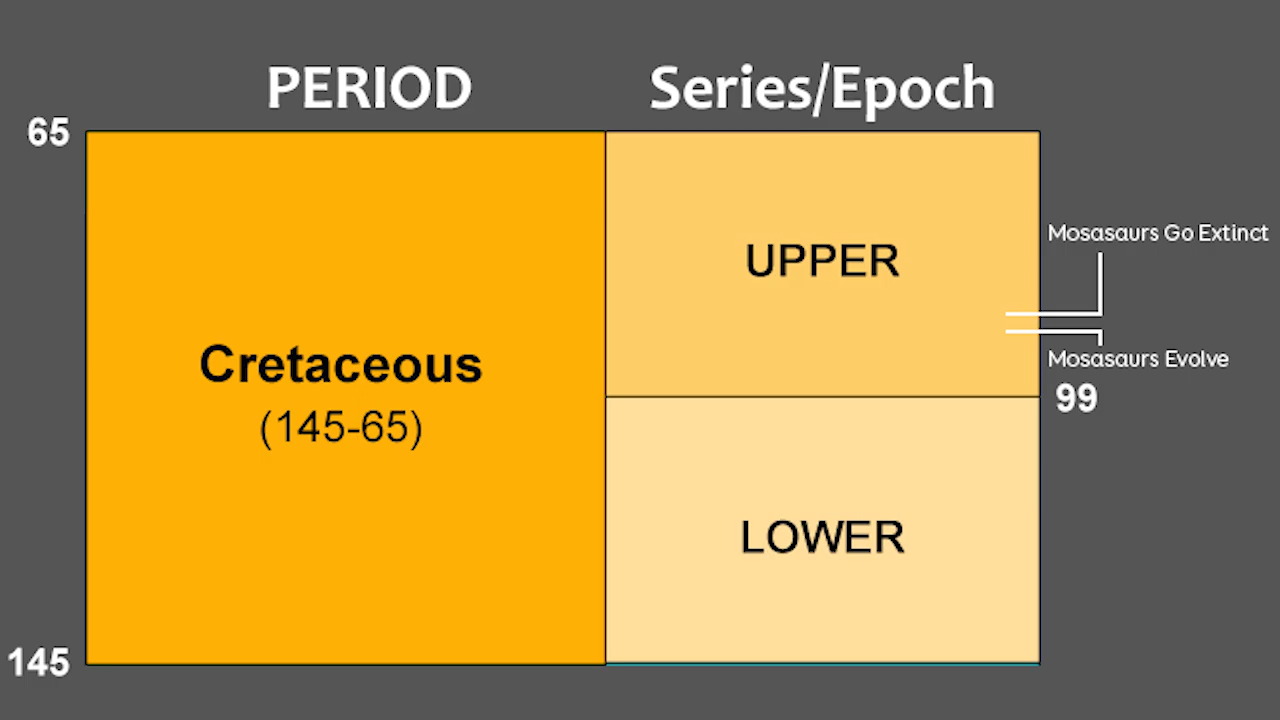 PERIOD
Series/Epoch
65
UPPER
Mosasaurs Go Extinct
Cretaceous
(145-65)
Mosasaurs Evolve
99
LOWER
145